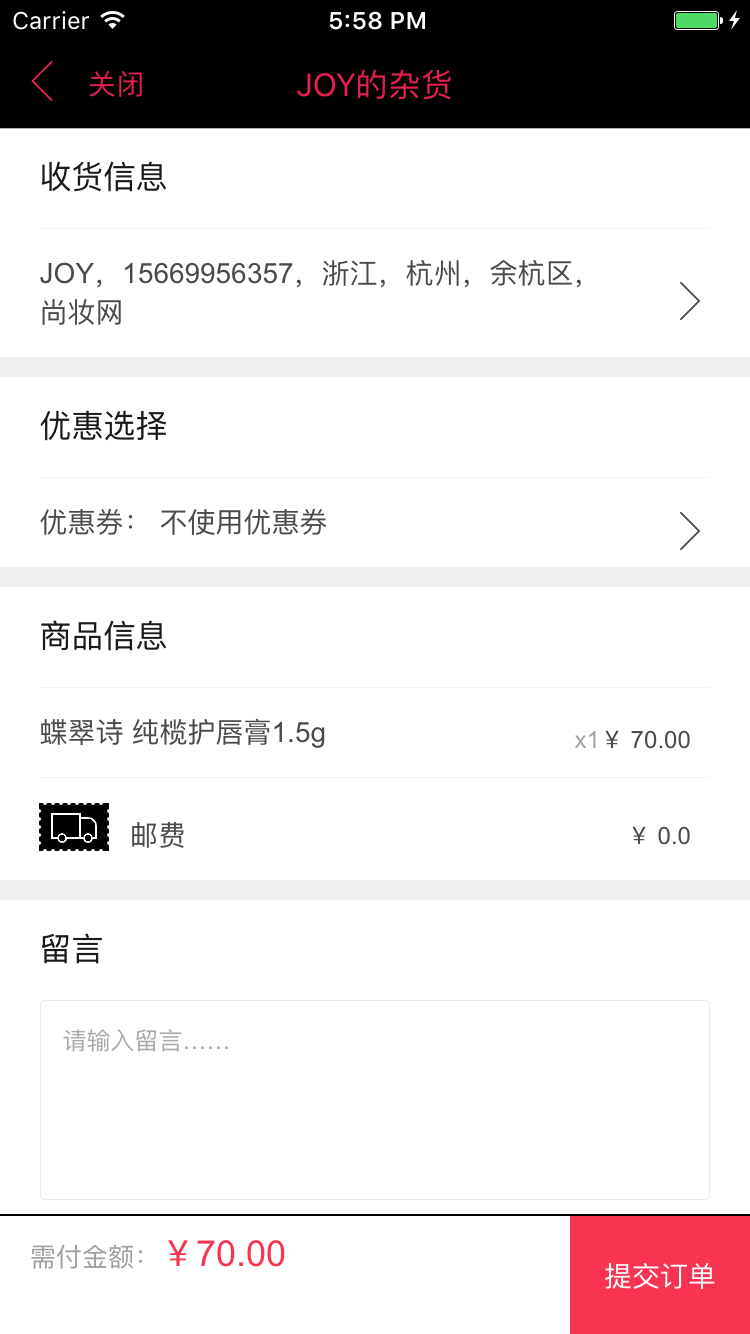 Carrier 5:58 PM
关闭 JOY的杂货
收货信息
JOY，15669956357，浙江，杭州，余杭区，
尚妆网
优惠选择
优惠券： 不使用优惠券
商品信息
蝶翠诗 纯榄护唇膏1.5g x1 ¥ 70.00
邮费 ¥ 0.0
留言
请输入留言……
需付金额： ¥ 70.00 提交订单